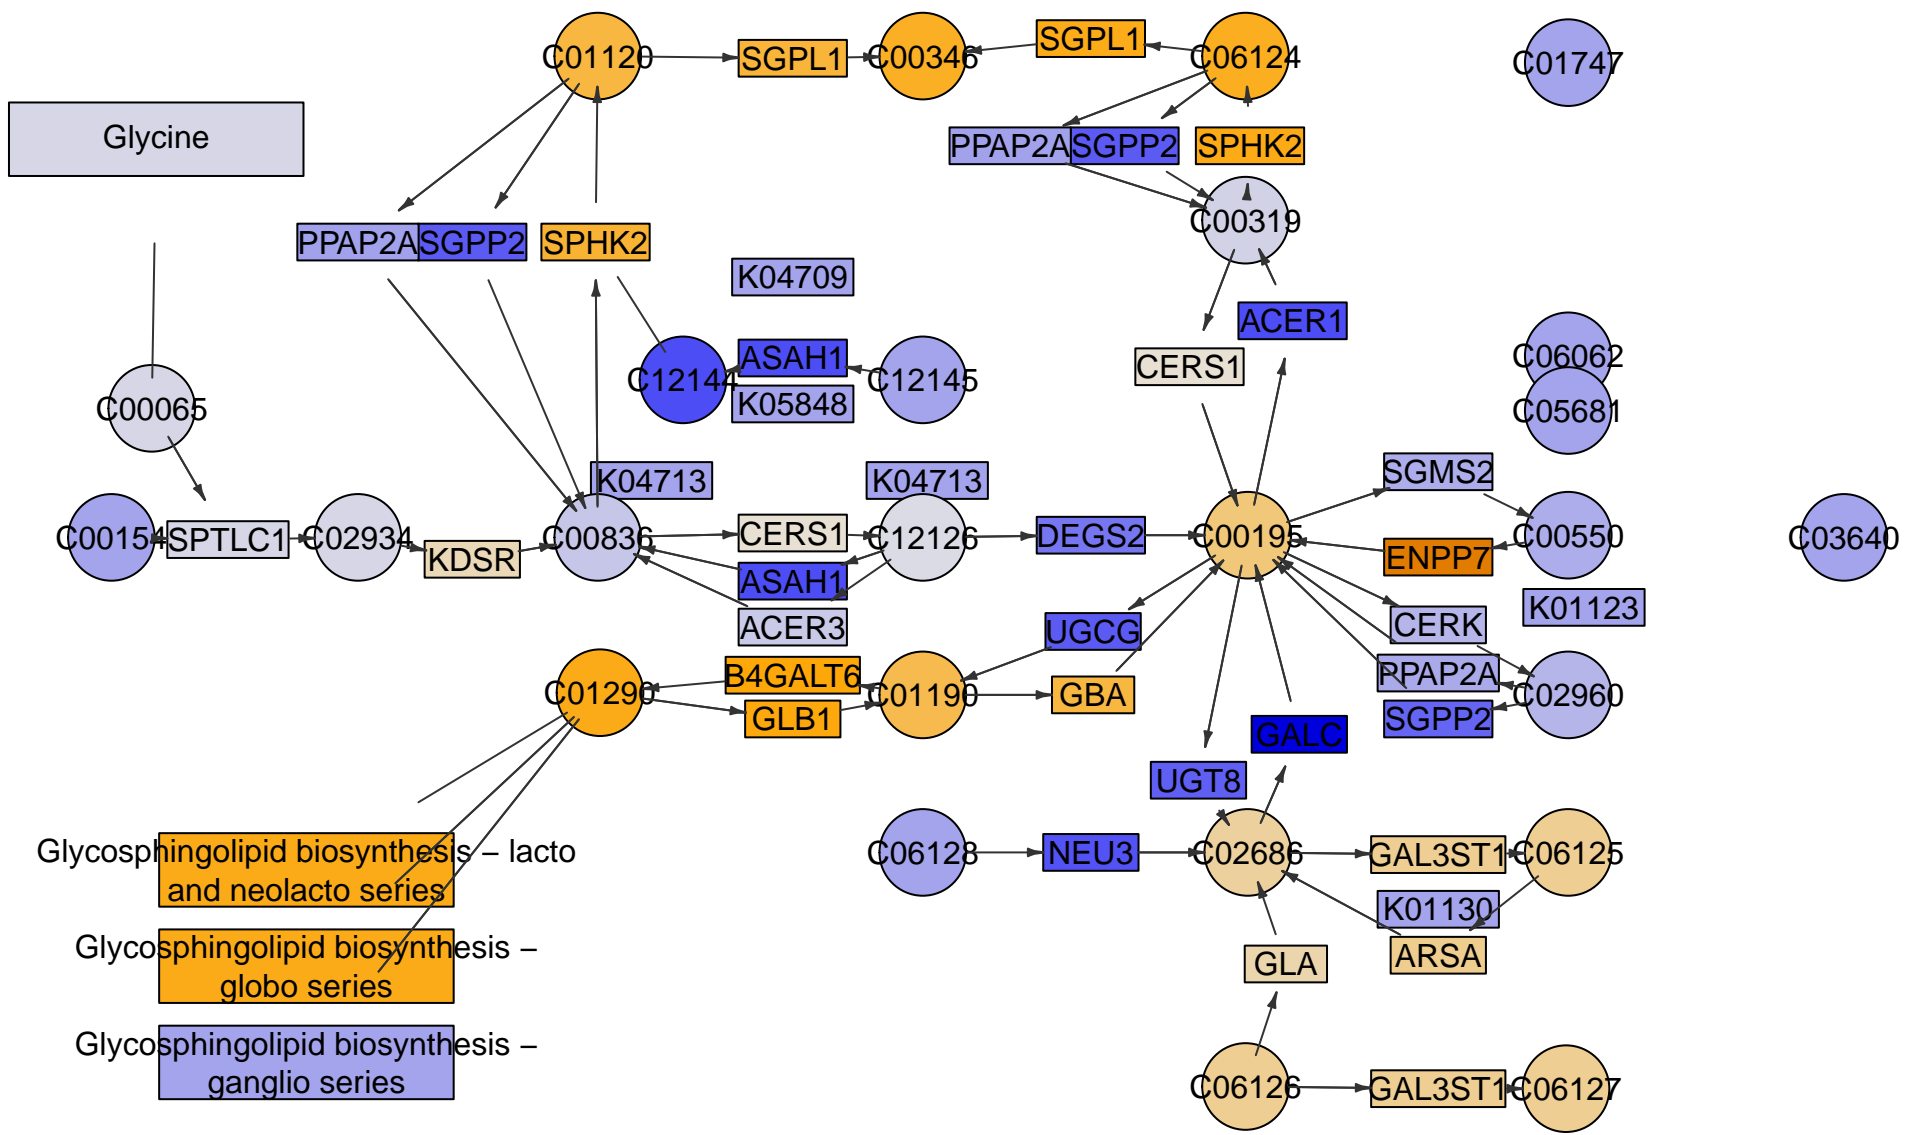 C01120
SGPL1
C00346
SGPL1
C06124
C01747
Glycine
PPAP2A
SGPP2
SPHK2
C00319
PPAP2A
SGPP2
SPHK2
K04709
ACER1
C06062
ASAH1
CERS1
C12144
C12145
C00065
K05848
C05681
K04713
K04713
SGMS2
C00154
SPTLC1
C02934
KDSR
C00836
CERS1
C12126
DEGS2
C00195
ENPP7
C00550
C03640
ASAH1
K01123
ACER3
UGCG
CERK
B4GALT6
PPAP2A
C01290
C01190
GBA
C02960
GLB1
SGPP2
GALC
UGT8
Glycosphingolipid biosynthesis – lacto
and neolacto series
C06128
NEU3
C02686
GAL3ST1
C06125
K01130
Glycosphingolipid biosynthesis –
globo series
GLA
ARSA
Glycosphingolipid biosynthesis –
ganglio series
C06126
GAL3ST1
C06127